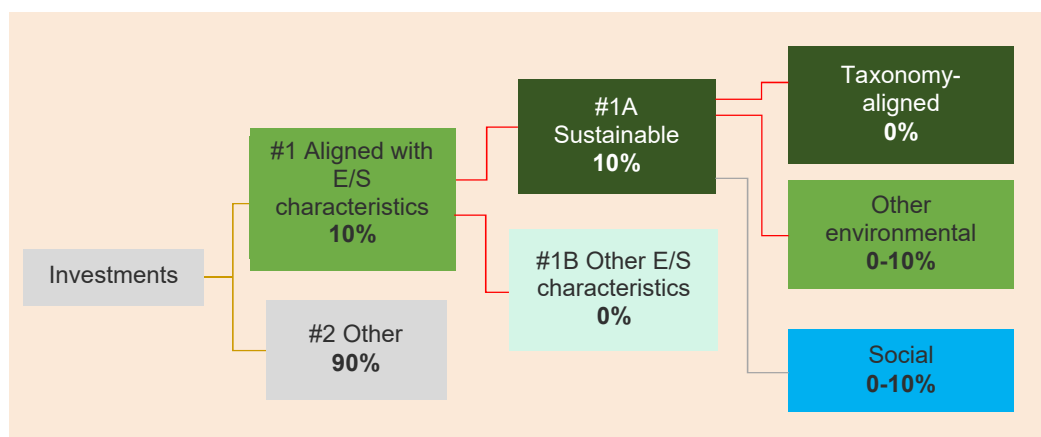 Investments
#1 Aligned with
E/S
characteristics
10%
#2 Other
90%
#1A
Sustainable
10%
#1B Other E/S
characteristics
0%
Taxonomy-
aligned
0%
Other
environmental
0-10%
Social
0-10%